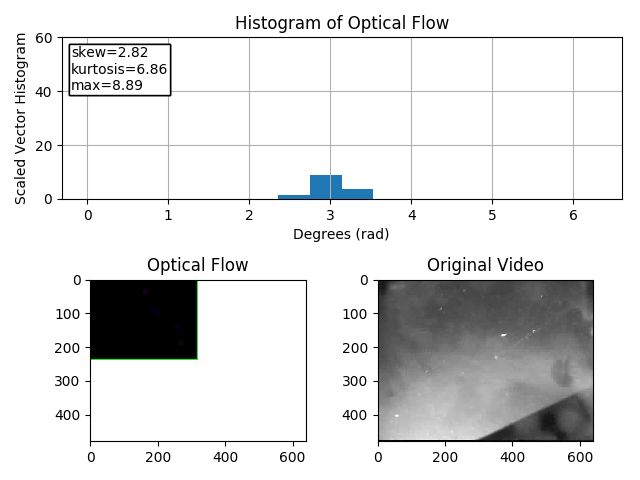 Histogram of Optical Flow
Scaled Vector Histogram
60
40
20
0
skew=2.82
kurtosis=6.86
max=8.89
0 1 2 3 4 5 6
Degrees (rad)
Optical Flow
0
100
200
300
400
0 200 400 600
Original Video
0
100
200
300
400
0 200 400 600